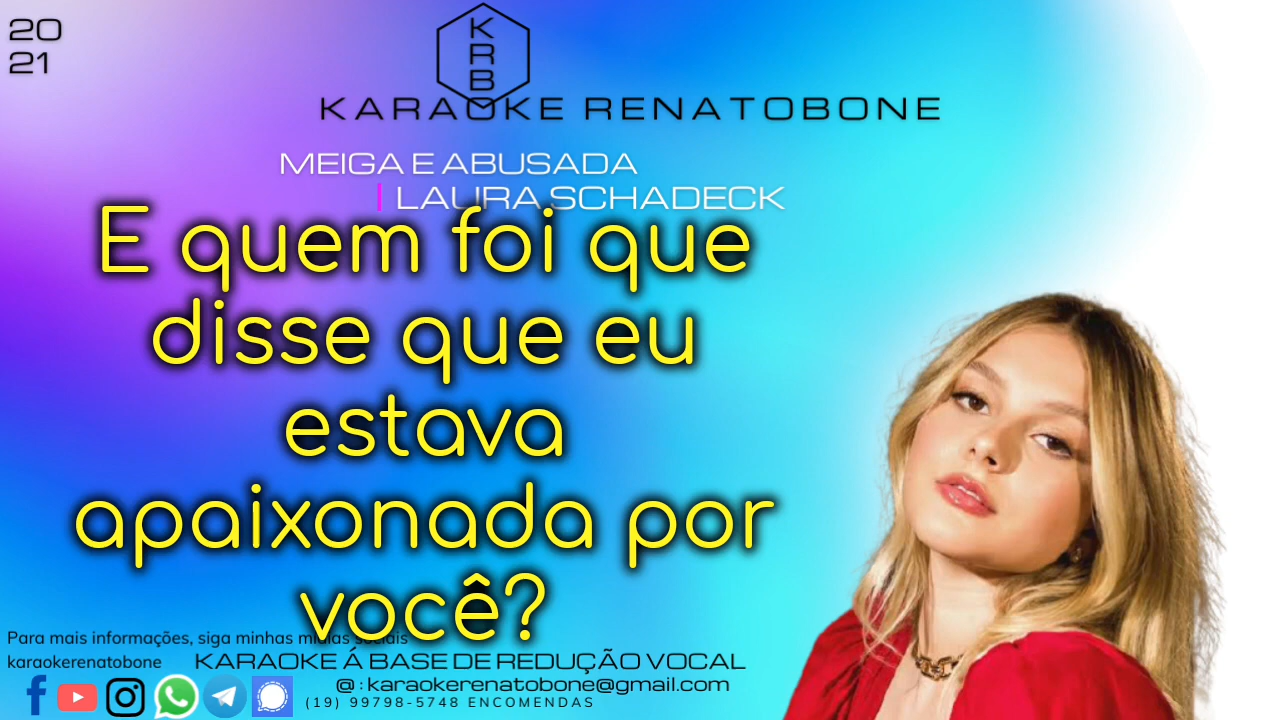 20
21
K
R
B
KARAOKE RENATOBONE
MEIGA E ABUSADA
| LAURA SCHADECK
E quem foi que
disse que eu
estava
apaixonada por
você?
Para mais informações, siga minhas mídias sociais
karaokerenatobone
KARAOKE Á BASE DE REDUÇÃO VOCAL
@ : karaokerenatobone@gmail.com
(19) 99798-5748 ENCOMENDAS